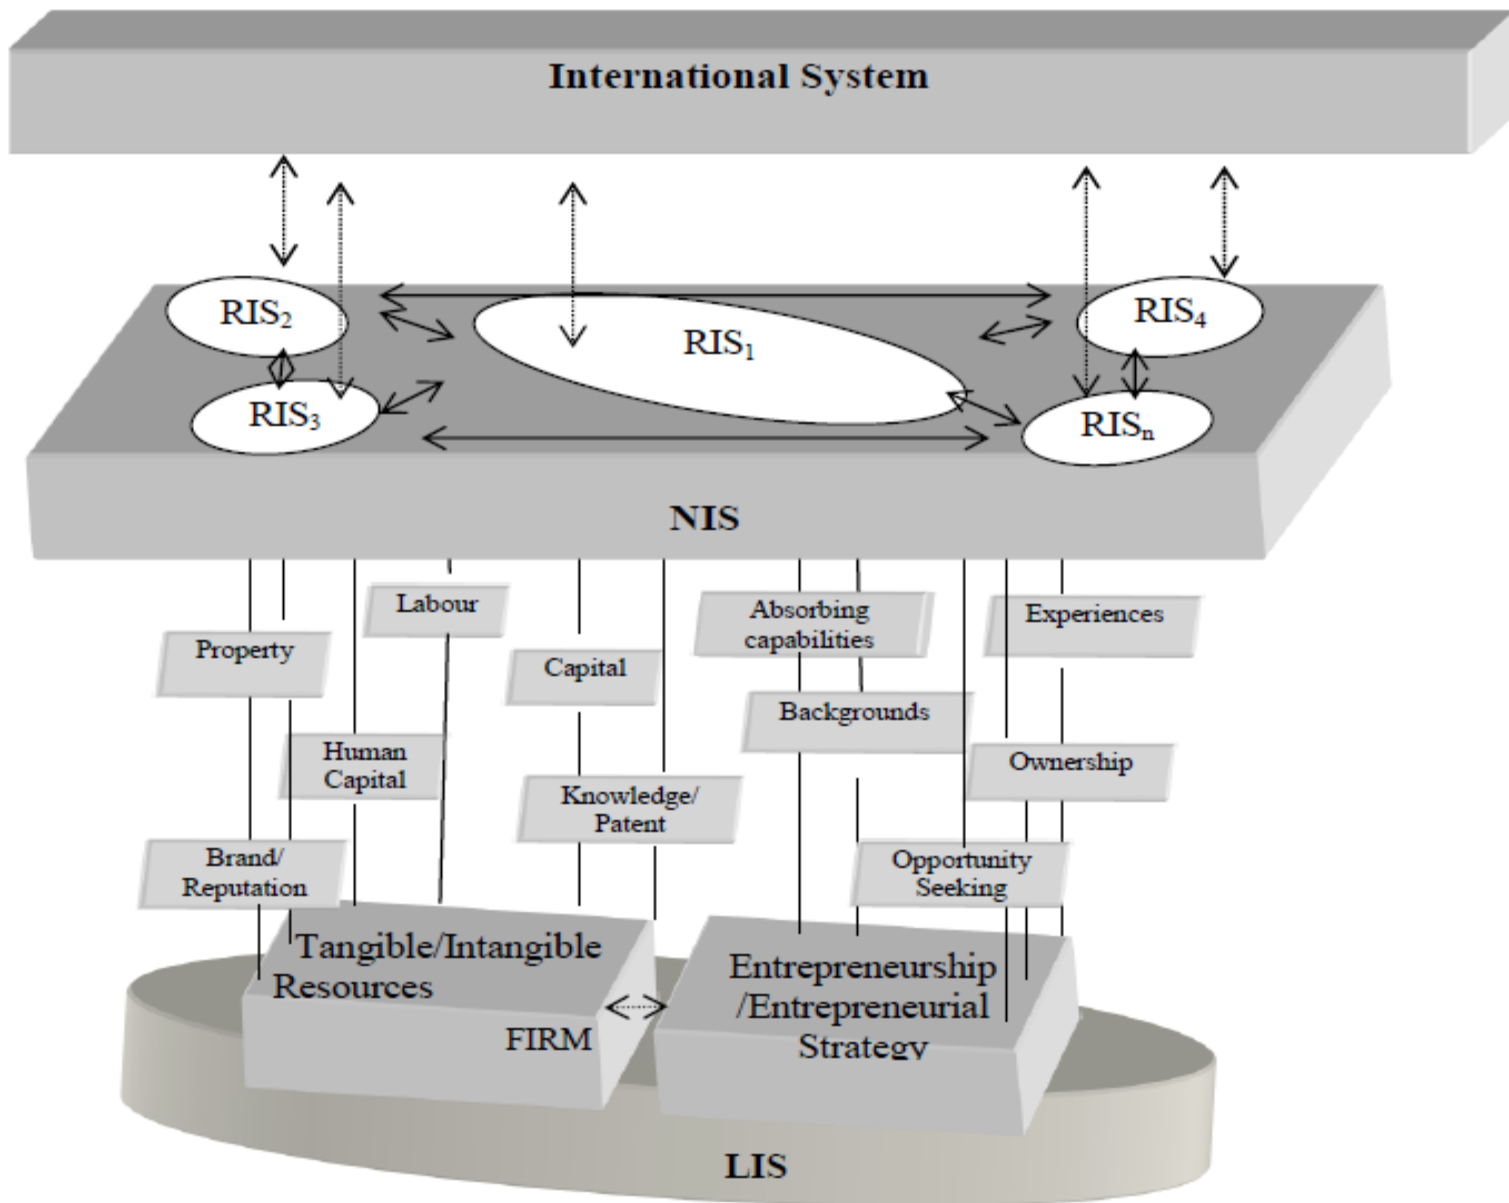 International System
RIS₂
RIS₁
RIS₄
RIS₃
RISₙ
NIS
Labour
Absorbing
capabilities
Experiences
Property
Capital
Backgrounds
Human
Capital
Ownership
Knowledge/
Patent
Brand/
Reputation
Opportunity
Seeking
Tangible/Intangible
Resources
FIRM
Entrepreneurship
/Entrepreneurial
Strategy
LIS